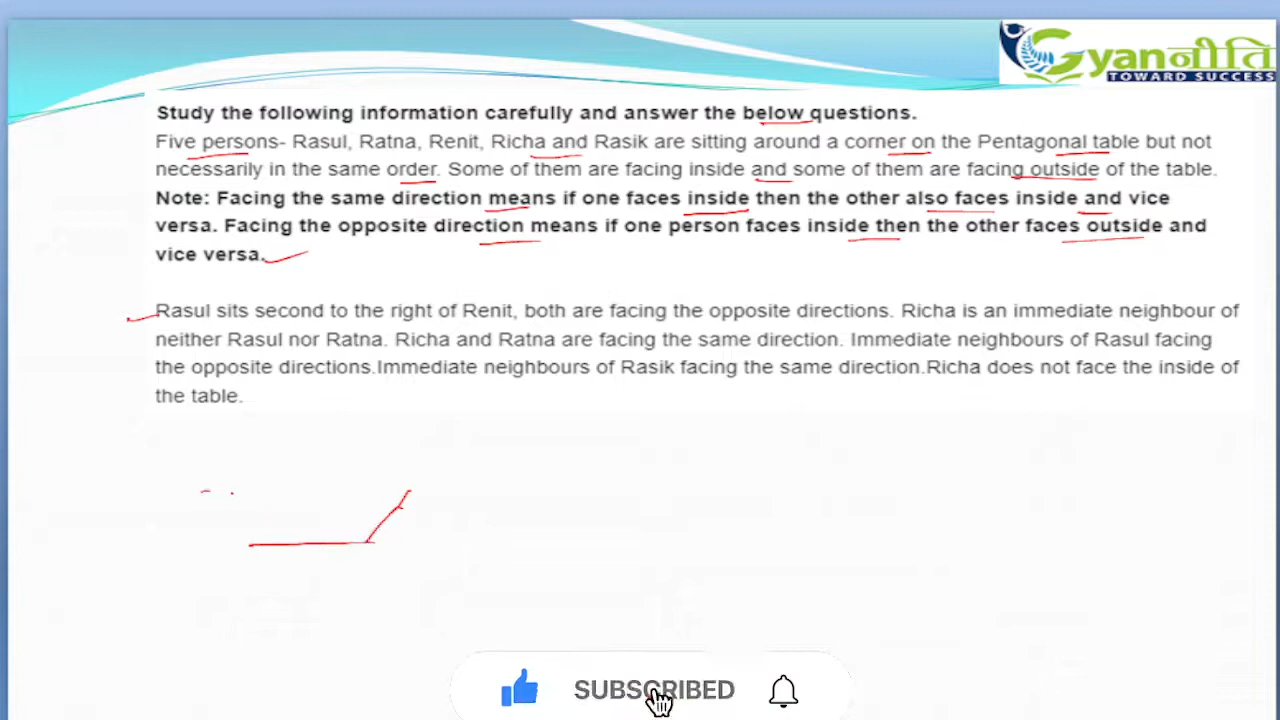 Gyanनीति
TOWARD SUCCESS
Study the following information carefully and answer the below questions.
Five persons- Rasul, Ratna, Renit, Richa and Rasik are sitting around a corner on the Pentagonal table but not
necessarily in the same order. Some of them are facing inside and some of them are facing outside of the table.
Note: Facing the same direction means if one faces inside then the other also faces inside and vice
versa. Facing the opposite direction means if one person faces inside then the other faces outside and
vice versa.
Rasul sits second to the right of Renit, both are facing the opposite directions. Richa is an immediate neighbour of
neither Rasul nor Ratna. Richa and Ratna are facing the same direction. Immediate neighbours of Rasul facing
the opposite directions.Immediate neighbours of Rasik facing the same direction.Richa does not face the inside of
the table.
SUBSCRIBED